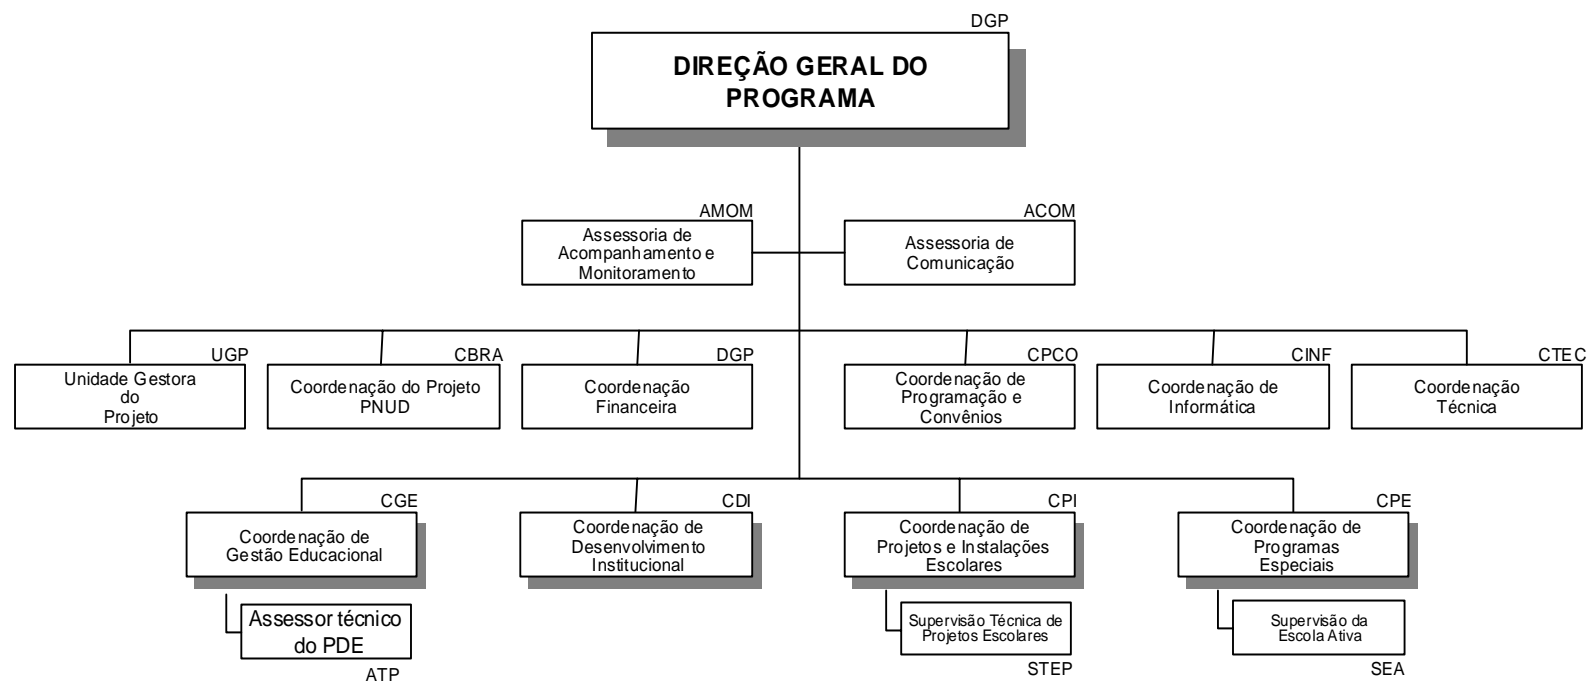 DGP
DIREÇÃO GERAL DO
PROGRAMA
AMOM
Assessoria de
Acompanhamento e
Monitoramento
ACOM
Assessoria de
Comunicação
UGP
Unidade Gestora
do
Projeto
CBRA
Coordenação do Projeto
PNUD
DGP
Coordenação
Financeira
CPCO
Coordenação de
Programação e
Convênios
CINF
Coordenação de
Informática
CTEC
Coordenação
Técnica
CGE
Coordenação de
Gestão Educacional
CDI
Coordenação de
Desenvolvimento
Institucional
CPI
Coordenação de
Projetos e Instalações
Escolares
CPE
Coordenação de
Programas
Especiais
Assessor técnico
do PDE
ATP
Supervisão Técnica de
Projetos Escolares
STEP
Supervisão da
Escola Ativa
SEA